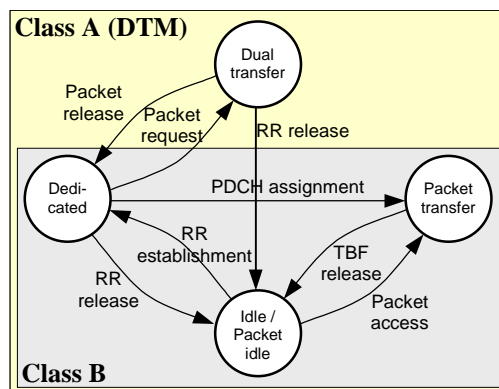 Class A (DTM)
Dual
transfer
Packet
release
Packet
request
RR release
Dedi-
cated
PDCH assignment
Packet
transfer
RR
establishment
TBF
release
RR
release
Packet
access
Idle /
Packet
idle
Class B